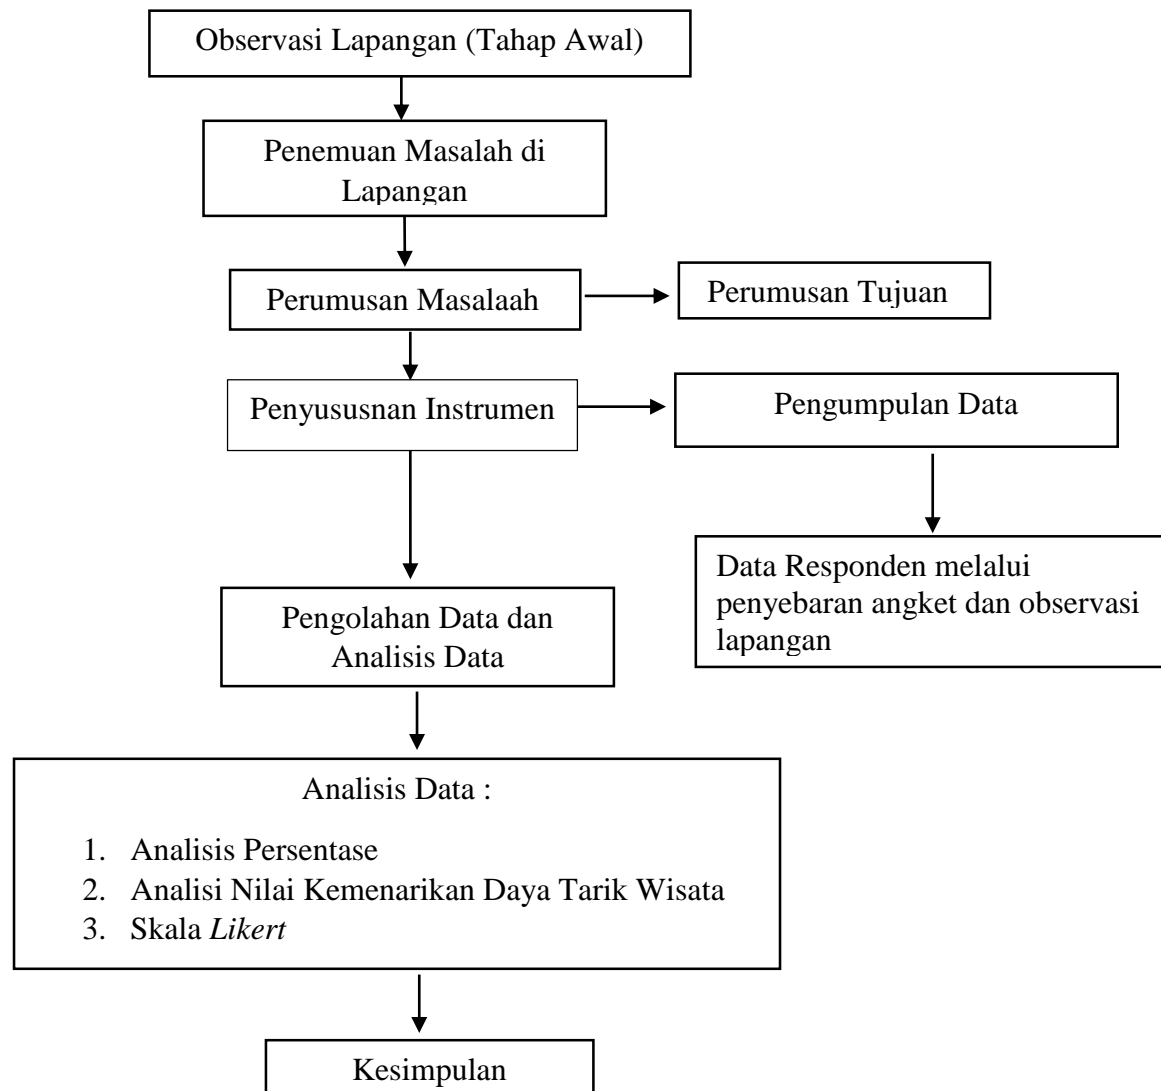 Observasi Lapangan (Tahap Awal)
Penemuan Masalah di
Lapangan
Perumusan Masalaah
Perumusan Tujuan
Penyususnan Instrumen
Pengumpulan Data
Data Responden melalui
penyebaran angket dan observasi
lapangan
Pengolahan Data dan
Analisis Data
Analisis Data :
1. Analisis Persentase
2. Analisi Nilai Kemenarikan Daya Tarik Wisata
3. Skala Likert
Kesimpulan